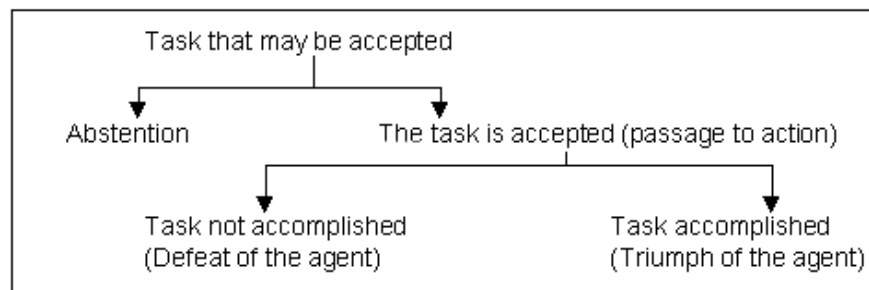 Task that may be accepted
Abstention
The task is accepted (passage to action)
Task not accomplished
(Defeat of the agent)
Task accomplished
(Triumph of the agent)